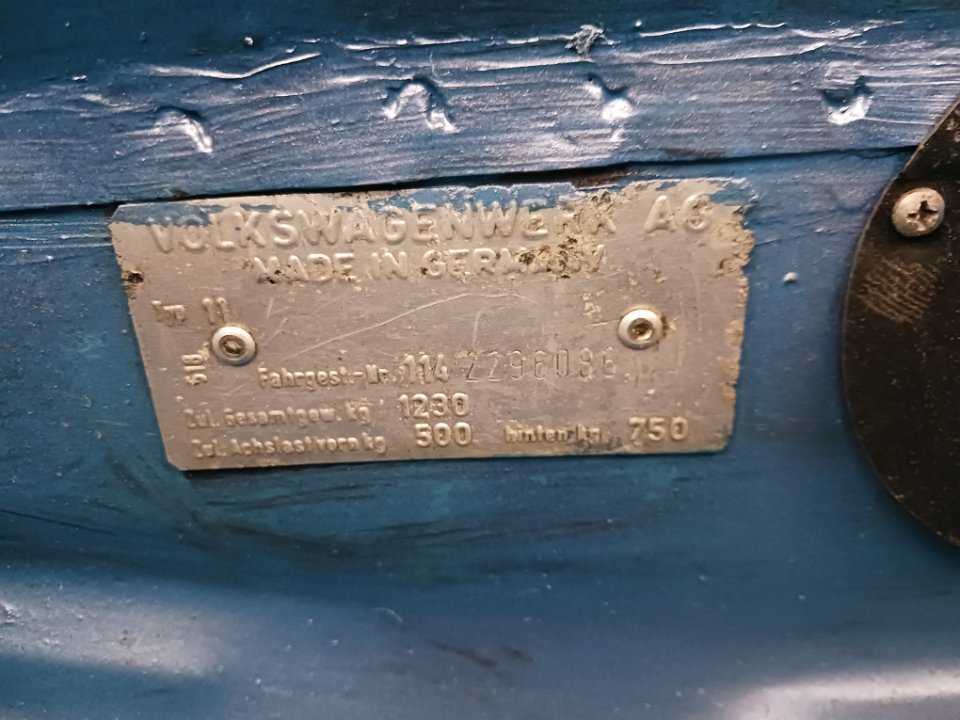 VOLKSWAGENWERK AG
MADE IN GERMANY
Typ 11
518
Fahrgest.-Nr. 114 2296086
Zul. Gesamtgew. kg 1230
Zul. Achslast vorn kg 500 hinten kg 750